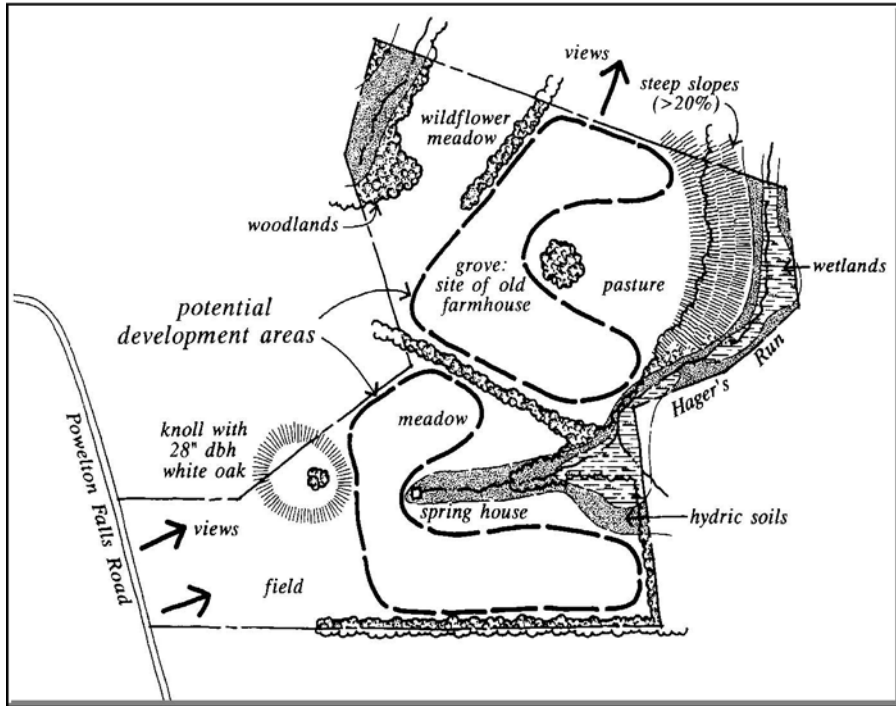 views
steep slopes
(>20%)
wildflower
meadow
woodlands
wetlands
grove:
site of old
farmhouse
pasture
potential
development areas
Hager's Run
meadow
knoll with
28" dbh
white oak
Powelton Falls Road
spring house
hydric soils
views
field